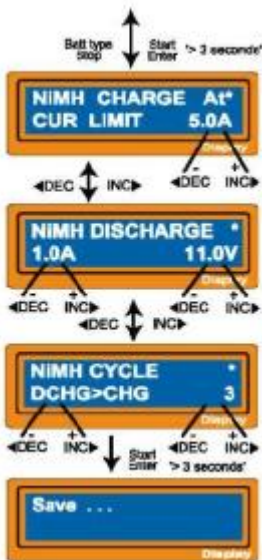 Batt type Start '> 3 seconds'
Stop Enter
NiMH CHARGE At*
CUR LIMIT 5.0A
Display
- +
◀DEC INC▶ ◀DEC INC▶
NiMH DISCHARGE *
1.0A 11.0V
Display
- + - +
◀DEC INC▶ ◀DEC INC▶
◀DEC INC▶
NiMH CYCLE *
DCHG>CHG 3
Display
- + - +
◀DEC INC▶ ◀DEC INC▶
Start '> 3 seconds'
Enter
Save ...
Display